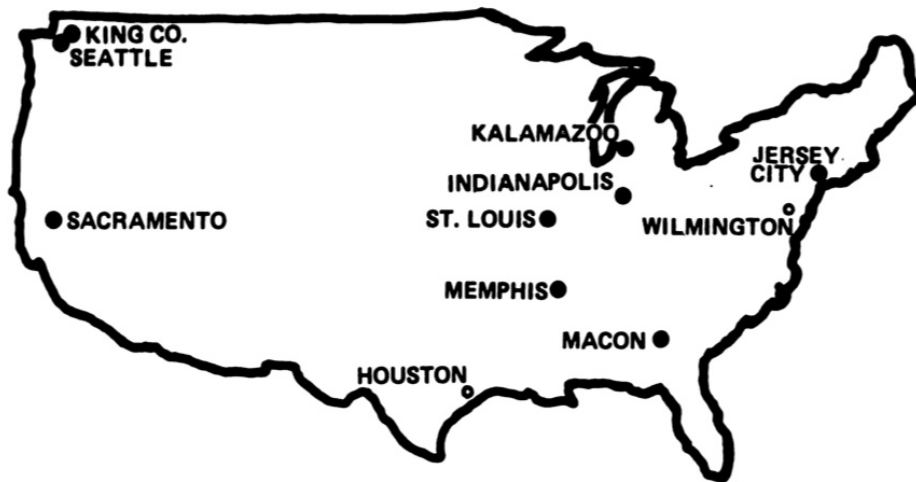 KING CO.
SEATTLE
KALAMAZOO
JERSEY
CITY
INDIANAPOLIS
SACRAMENTO
ST. LOUIS
WILMINGTON
MEMPHIS
MACON
HOUSTON